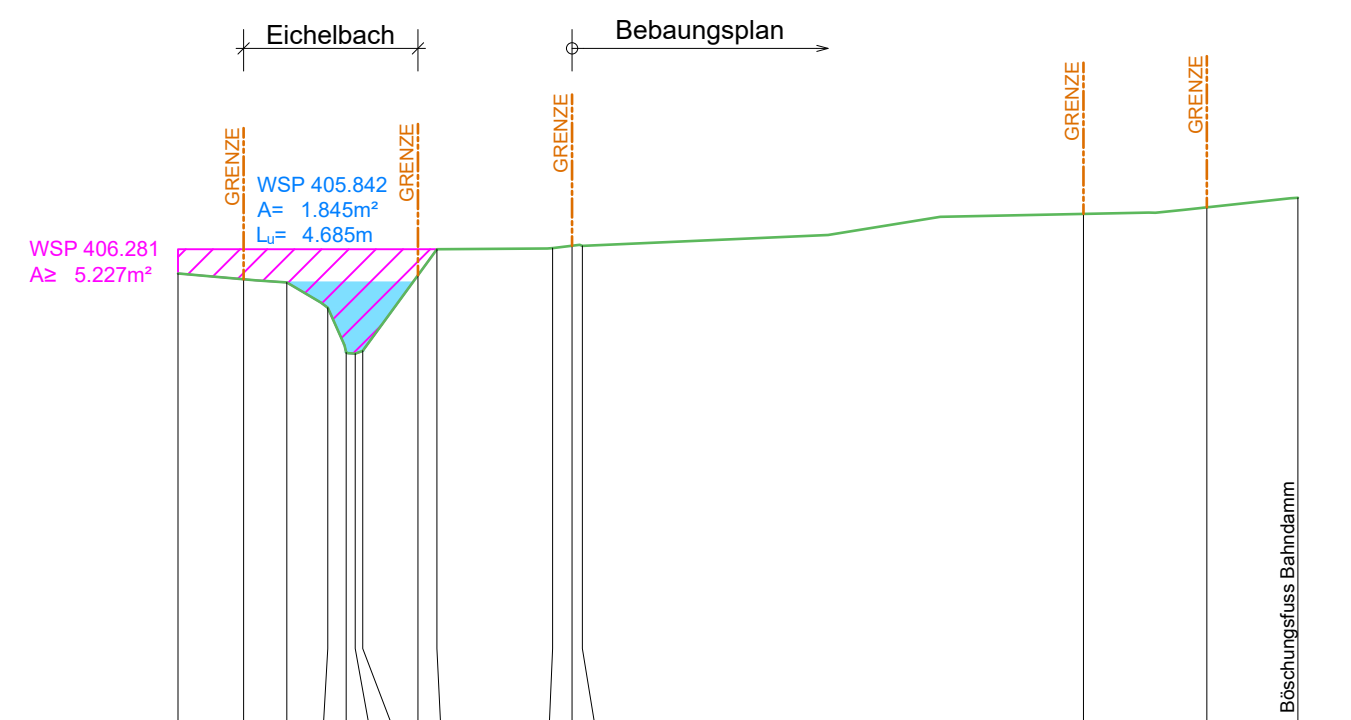 Eichelbach
Bebaungsplan
GRENZE
GRENZE
GRENZE
GRENZE
GRENZE
WSP 405.842
A= 1.845m²
Lᵤ= 4.685m
WSP 406.281
A≥ 5.227m²
Böschungsfuss Bahndamm